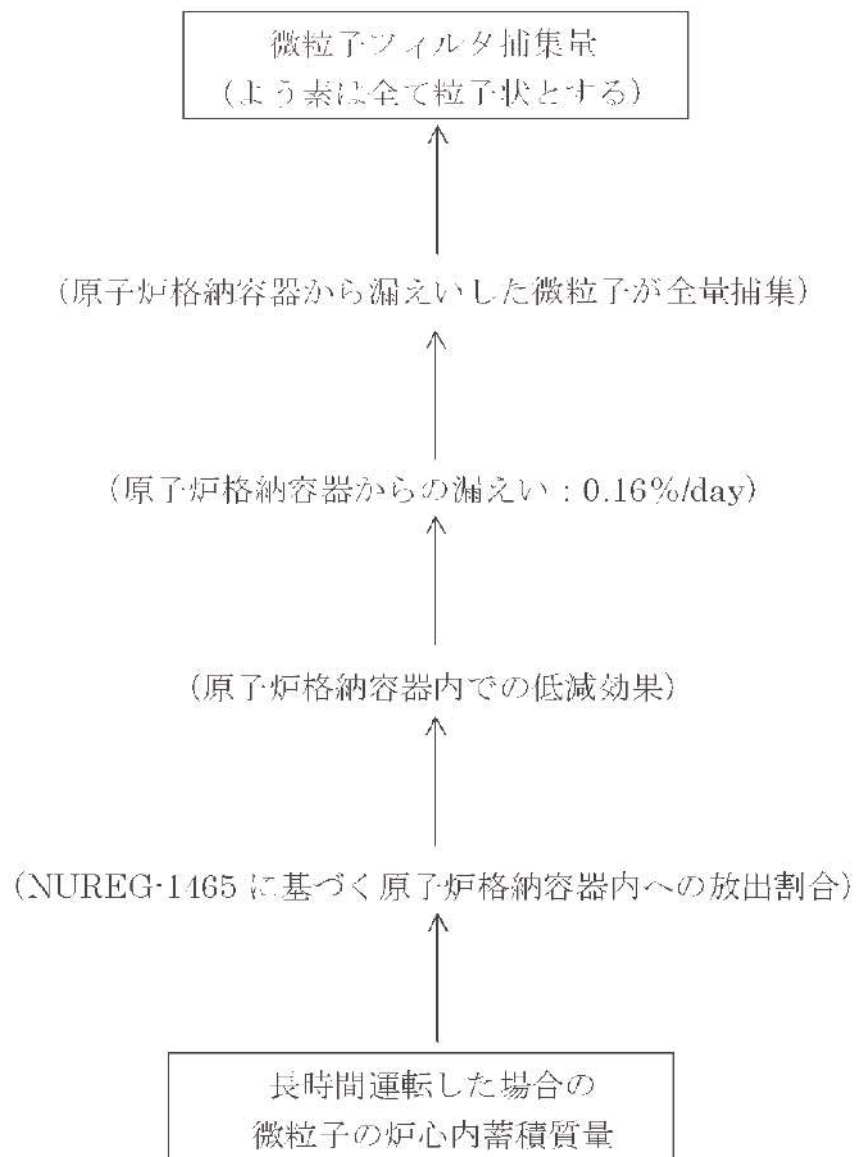 微粒子フィルタ捕集量
(よう素は全て粒子状とする)
(原子炉格納容器から漏えいした微粒子が全量捕集)
(原子炉格納容器からの漏えい：0.16%/day)
(原子炉格納容器内での低減効果)
(NUREG-1465 に基づく原子炉格納容器内への放出割合)
長時間運転した場合の
微粒子の炉心内蓄積質量